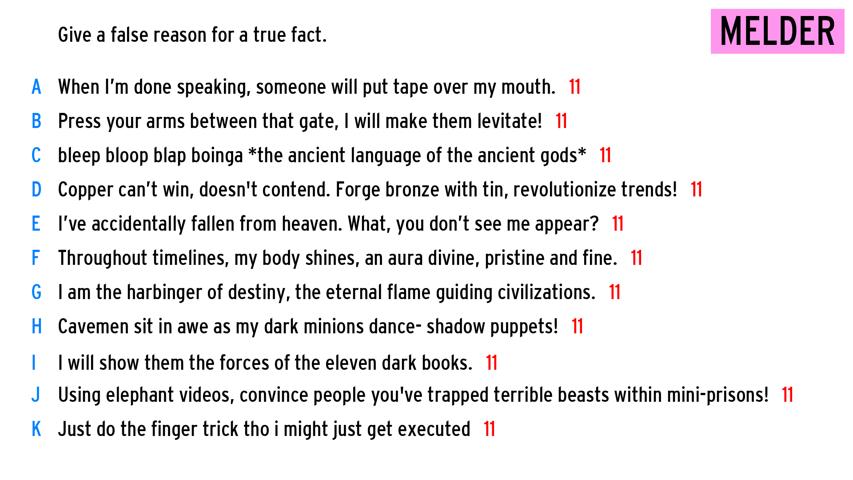 Give a false reason for a true fact.
MELDER
A When I'm done speaking, someone will put tape over my mouth. 11
B Press your arms between that gate, I will make them levitate! 11
C bleep bloop blap boinga *the ancient language of the ancient gods* 11
D Copper can't win, doesn't contend. Forge bronze with tin, revolutionize trends! 11
E I've accidentally fallen from heaven. What, you don't see me appear? 11
F Throughout timelines, my body shines, an aura divine, pristine and fine. 11
G I am the harbinger of destiny, the eternal flame guiding civilizations. 11
H Cavemen sit in awe as my dark minions dance- shadow puppets! 11
I I will show them the forces of the eleven dark books. 11
J Using elephant videos, convince people you've trapped terrible beasts within mini-prisons! 11
K Just do the finger trick tho i might just get executed 11